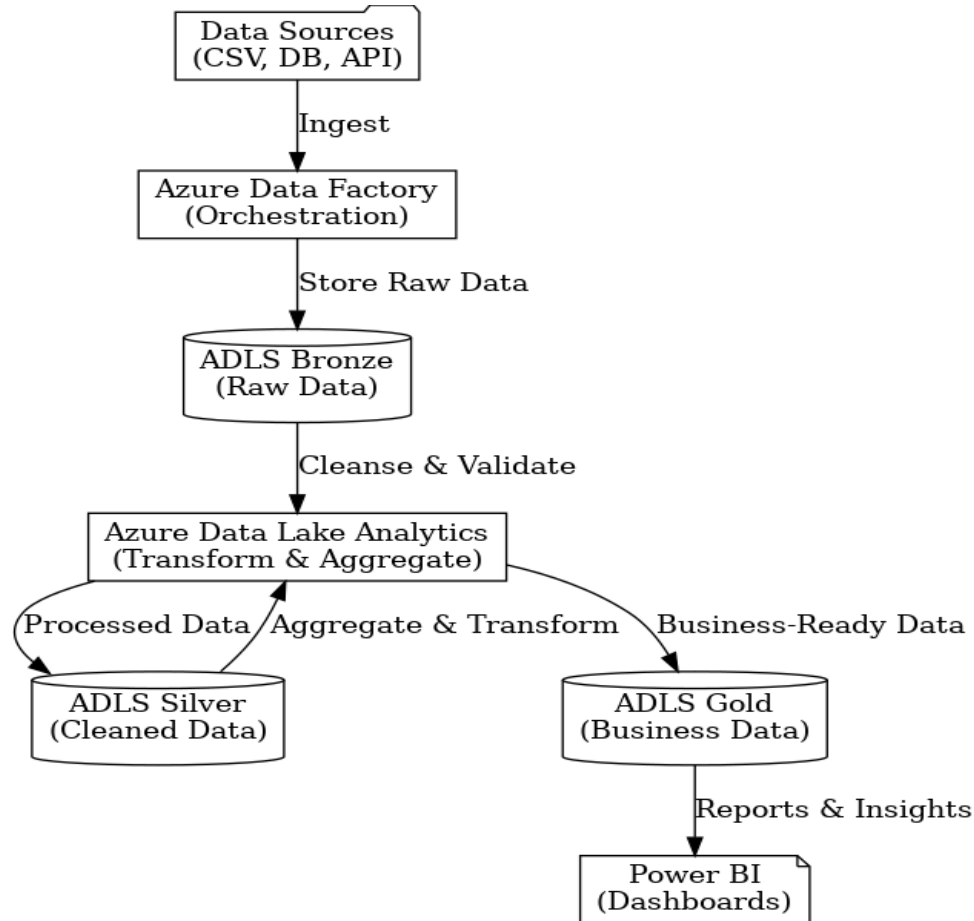 Data Sources
(CSV, DB, API)
Ingest
Azure Data Factory
(Orchestration)
Store Raw Data
ADLS Bronze
(Raw Data)
Cleanse & Validate
Azure Data Lake Analytics
(Transform & Aggregate)
Processed Data
Aggregate & Transform
Business-Ready Data
ADLS Silver
(Cleaned Data)
ADLS Gold
(Business Data)
Reports & Insights
Power BI
(Dashboards)